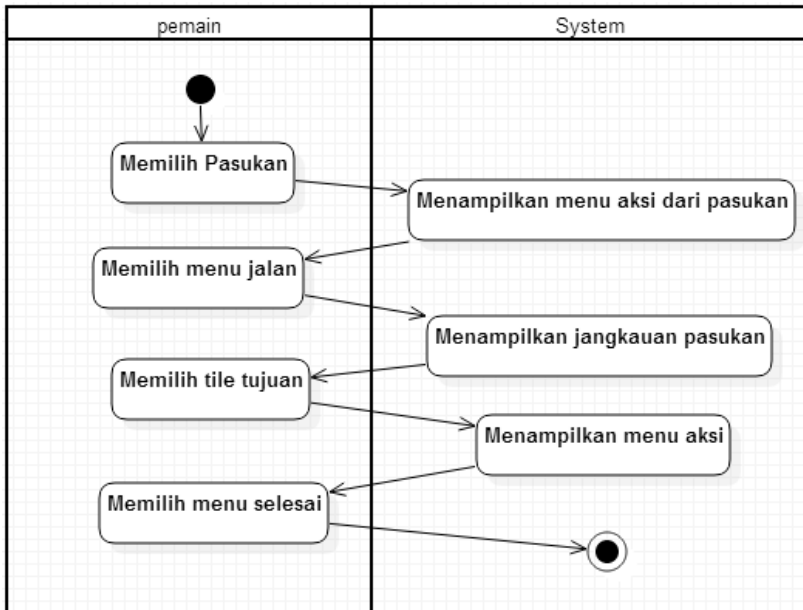 pemain
System
Memilih Pasukan
Menampilkan menu aksi dari pasukan
Memilih menu jalan
Menampilkan jangkauan pasukan
Memilih tile tujuan
Menampilkan menu aksi
Memilih menu selesai